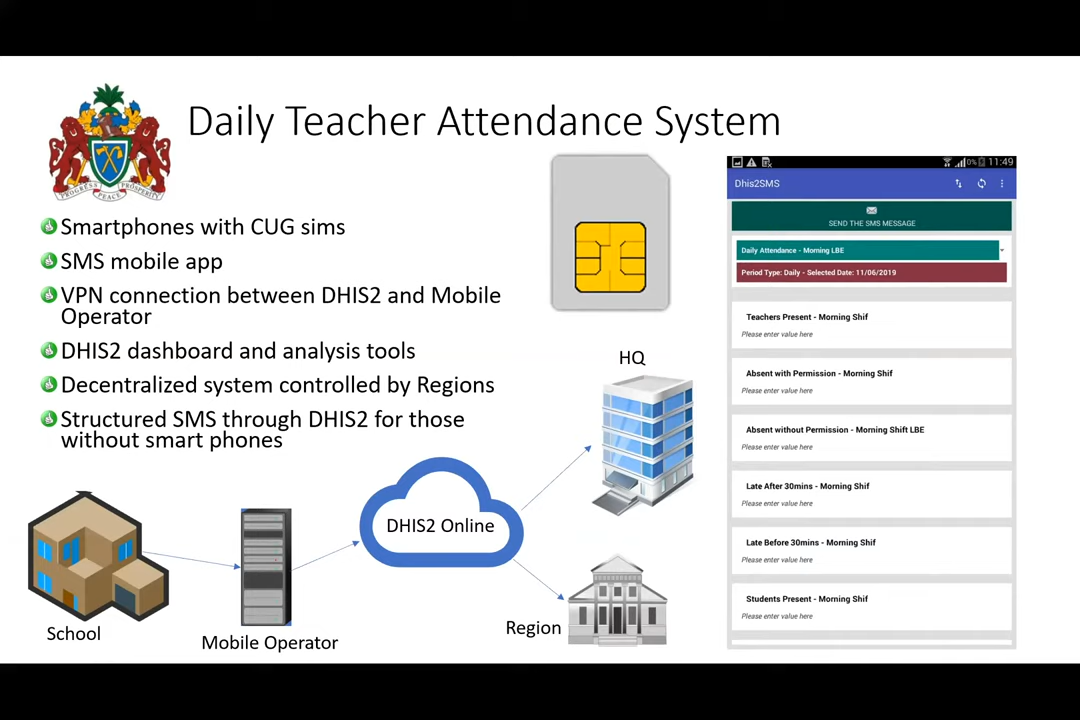 Daily Teacher Attendance System
PROGRESS PEACE PROSPERITY
Smartphones with CUG sims
SMS mobile app
VPN connection between DHIS2 and Mobile
Operator
DHIS2 dashboard and analysis tools
Decentralized system controlled by Regions
Structured SMS through DHIS2 for those
without smart phones
School
Mobile Operator
DHIS2 Online
HQ
Region
0% 11:49
Dhis2SMS
SEND THE SMS MESSAGE
Daily Attendance - Morning LBE
Period Type: Daily - Selected Date: 11/06/2019
Teachers Present - Morning Shif
Please enter value here
Absent with Permission - Morning Shif
Please enter value here
Absent without Permission - Morning Shift LBE
Please enter value here
Late After 30mins - Morning Shif
Please enter value here
Late Before 30mins - Morning Shif
Please enter value here
Students Present - Morning Shif
Please enter value here